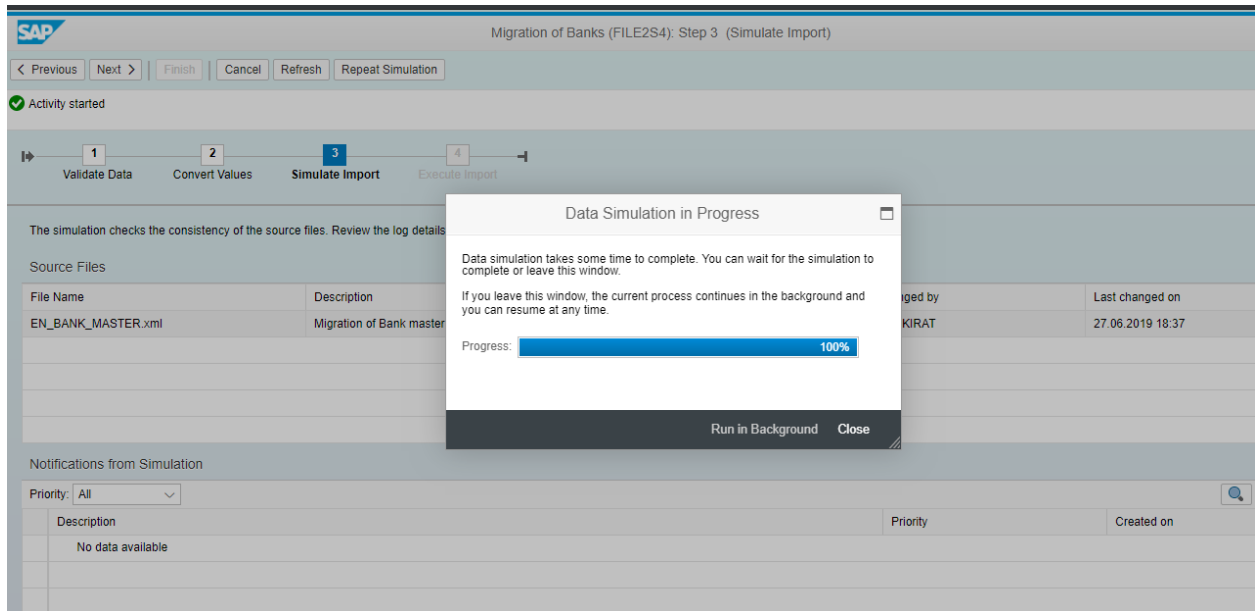 SAP
Migration of Banks (FILE2S4): Step 3 (Simulate Import)
< Previous Next > Finish Cancel Refresh Repeat Simulation
Activity started
1 2 3 4
Validate Data Convert Values Simulate Import Execute Import
The simulation checks the consistency of the source files. Review the log details
Source Files
File Name Description Last changed on
EN_BANK_MASTER.xml Migration of Bank master KIRAT 27.06.2019 18:37
Data Simulation in Progress
Data simulation takes some time to complete. You can wait for the simulation to
complete or leave this window.
If you leave this window, the current process continues in the background and
you can resume at any time.
Progress: 100%
Run in Background Close
Notifications from Simulation
Priority: All
Description Priority Created on
No data available